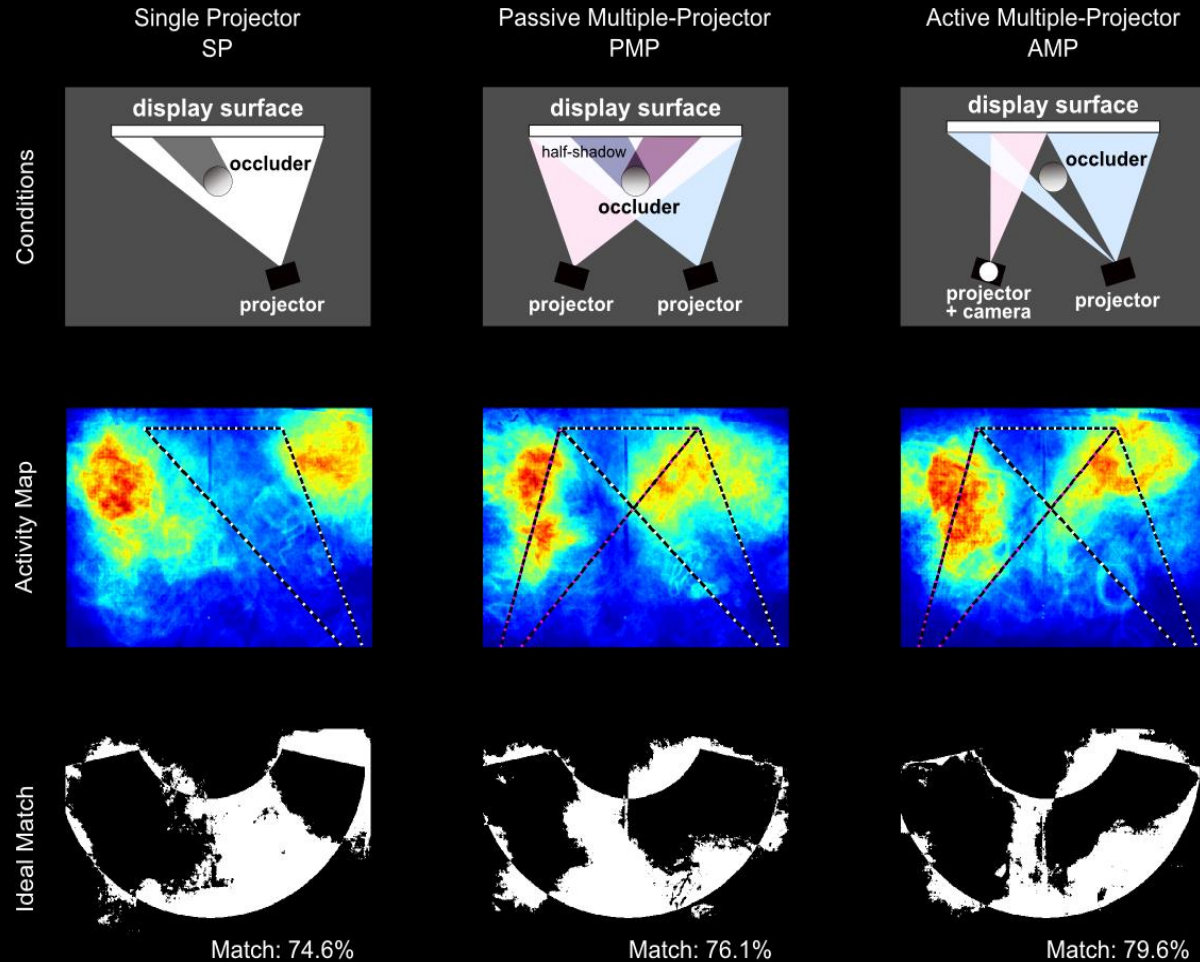 Single Projector
SP
Passive Multiple-Projector
PMP
Active Multiple-Projector
AMP
Conditions
display surface
occluder
projector
display surface
half-shadow
occluder
projector
projector
display surface
occluder
projector
+ camera
projector
Activity Map
Ideal Match
Match: 74.6%
Match: 76.1%
Match: 79.6%